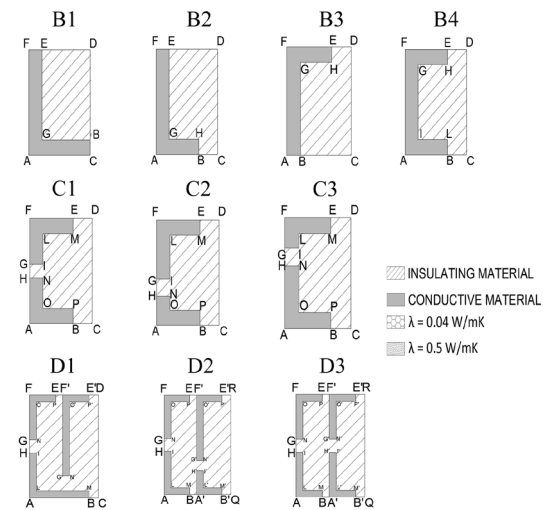 B1 B2 B3 B4
F E D F E D F E D F E D
G H G H
G B G H I L
A C A B C A B C A B C
C1 C2 C3
F E D F E D F E D
L M L M L M
G I G I G I
H N H N H N
O P O P O P
A B C A B C A B C
INSULATING MATERIAL
CONDUCTIVE MATERIAL
λ = 0.04 W/mK
λ = 0.5 W/mK
D1 D2 D3
F E F' E' D F E F' E' R F E F' E' R
G N G N G N
H I H I H I
A B C A B A' B' Q A B A' B' Q